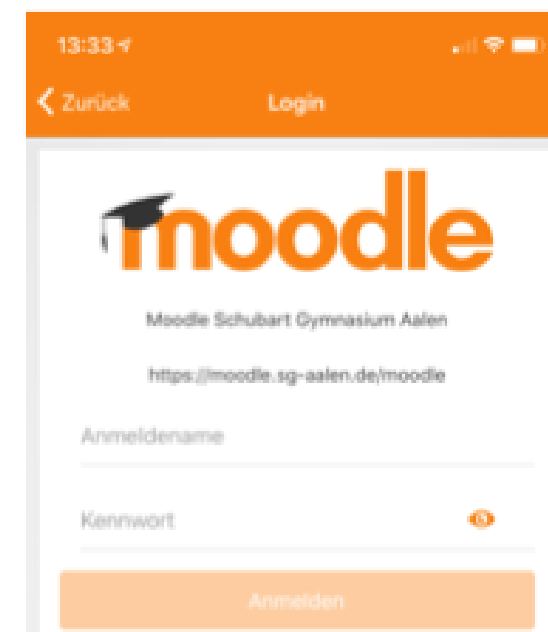 13:33
Zurück
Login
moodle
Moodle Schubart Gymnasium Aalen
https://moodle.sg-aalen.de/moodle
Anmeldename
Kennwort
Anmelden